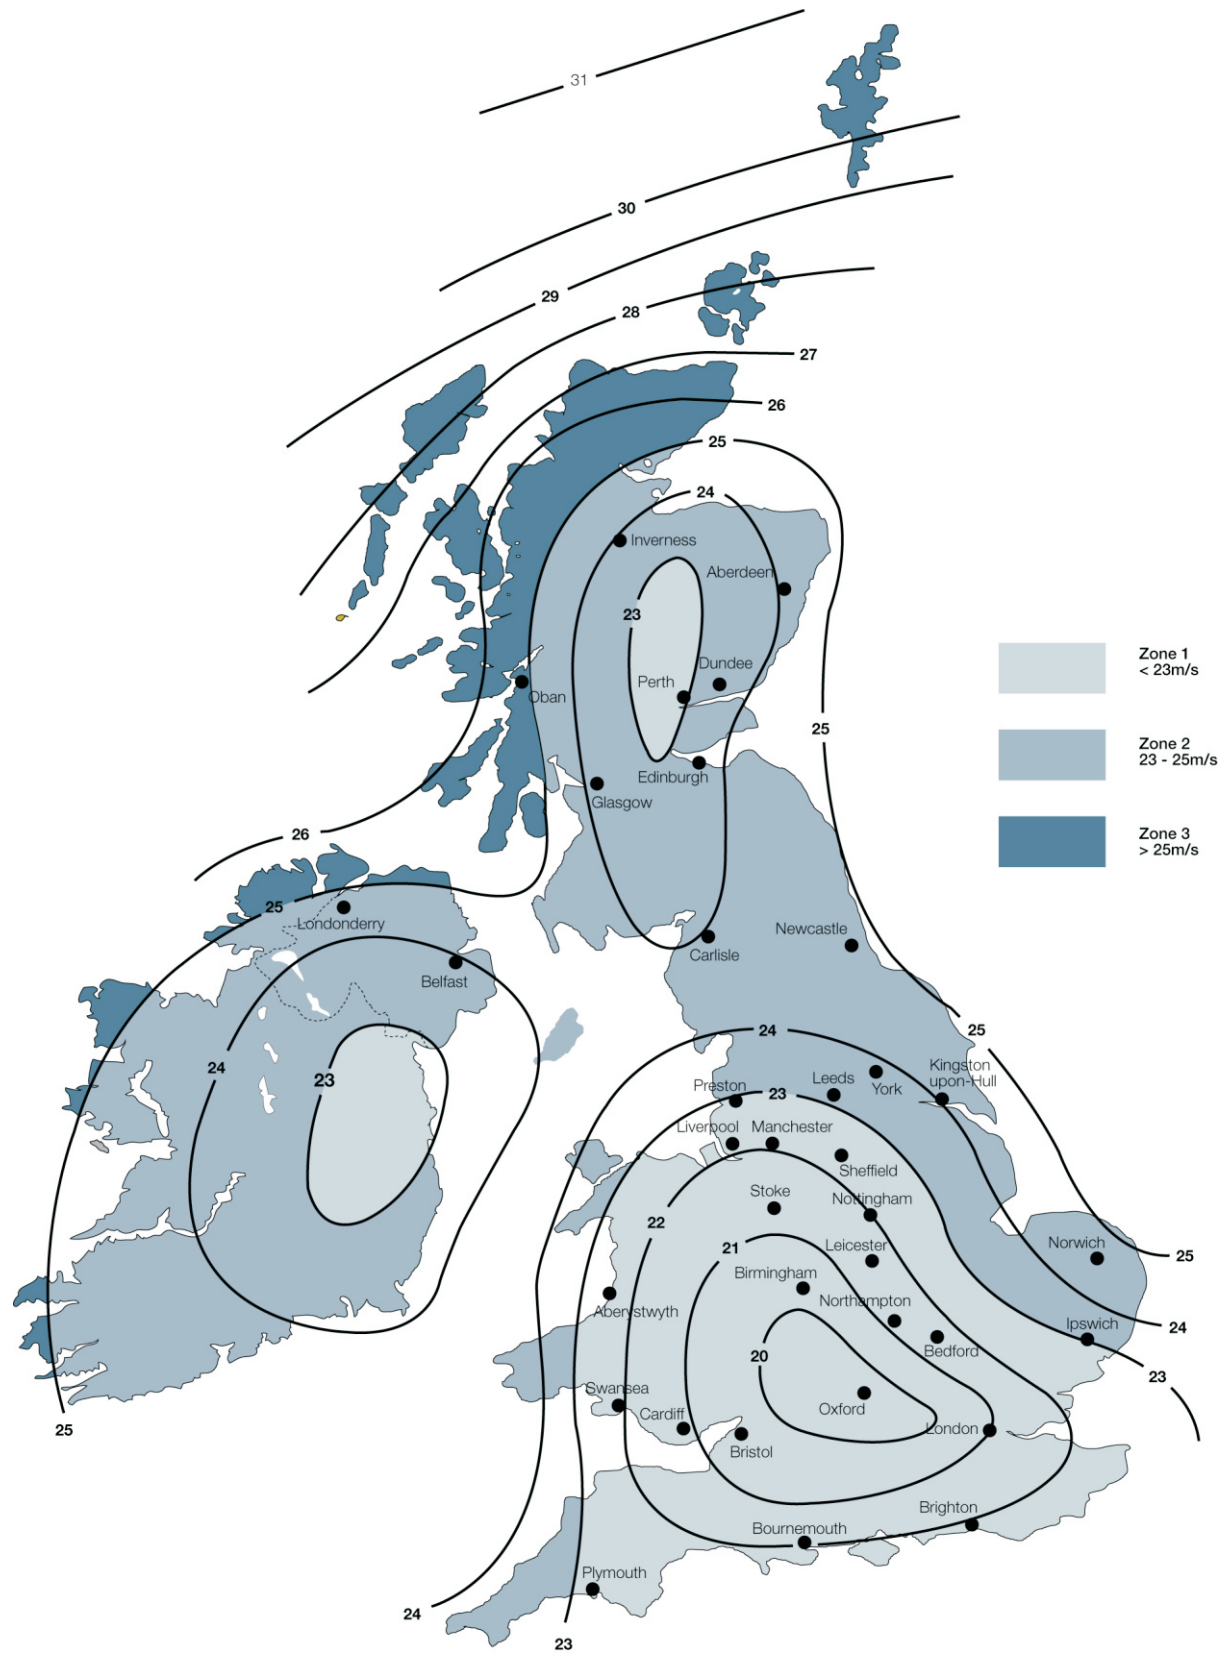 31
30
29
28
27
26
25
24
Inverness
Aberdeen
23
Dundee
Perth
Oban
Edinburgh
Glasgow
25
Zone 1
< 23m/s
Zone 2
23 - 25m/s
Zone 3
> 25m/s
26
25
Londonderry
Belfast
Newcastle
Carlisle
24
23
24
25
Kingston
upon-Hull
Leeds
York
Preston
23
Liverpool
Manchester
Sheffield
Stoke
Nottingham
22
21
Leicester
Norwich
25
Birmingham
Aberystwyth
Northampton
Ipswich
24
Bedford
20
23
Swansea
Oxford
Cardiff
London
Bristol
25
Brighton
Bournemouth
Plymouth
24
23